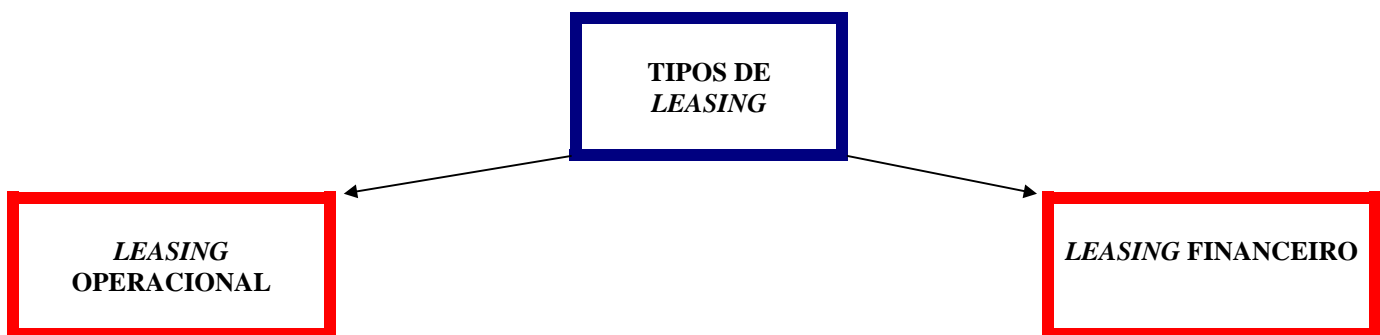 TIPOS DE
LEASING
LEASING
OPERACIONAL
LEASING FINANCEIRO